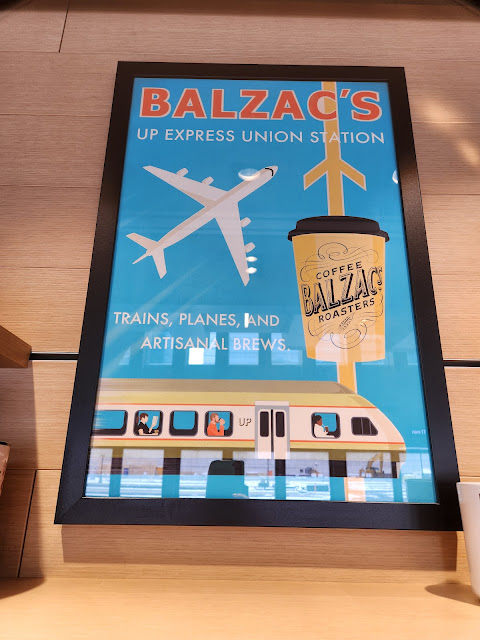 BALZAC'S
UP EXPRESS UNION STATION
COFFEE
BALZAC'S
ROASTERS
TRAINS, PLANES, AND
ARTISANAL BREWS.
UP